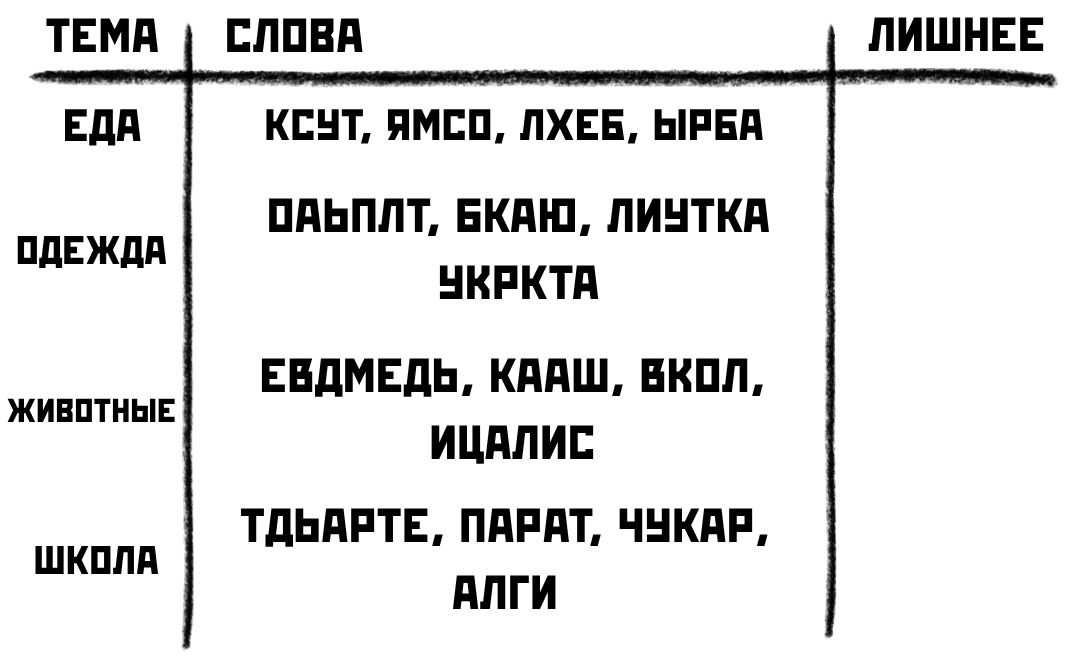 ТЕМА СЛОВА ЛИШНЕЕ
ЕДА КСУТ, ЯМСО, ЛХЕБ, ЫРБА
ОДЕЖДА ОАЬПЛТ, БКАЮ, ЛИУТКА
УКРКТА
ЖИВОТНЫЕ ЕВДМЕДЬ, КААШ, ВКОЛ,
ИЦАЛИС
ШКОЛА ТДЬАРТЕ, ПАРАТ, ЧУКАР,
АЛГИ